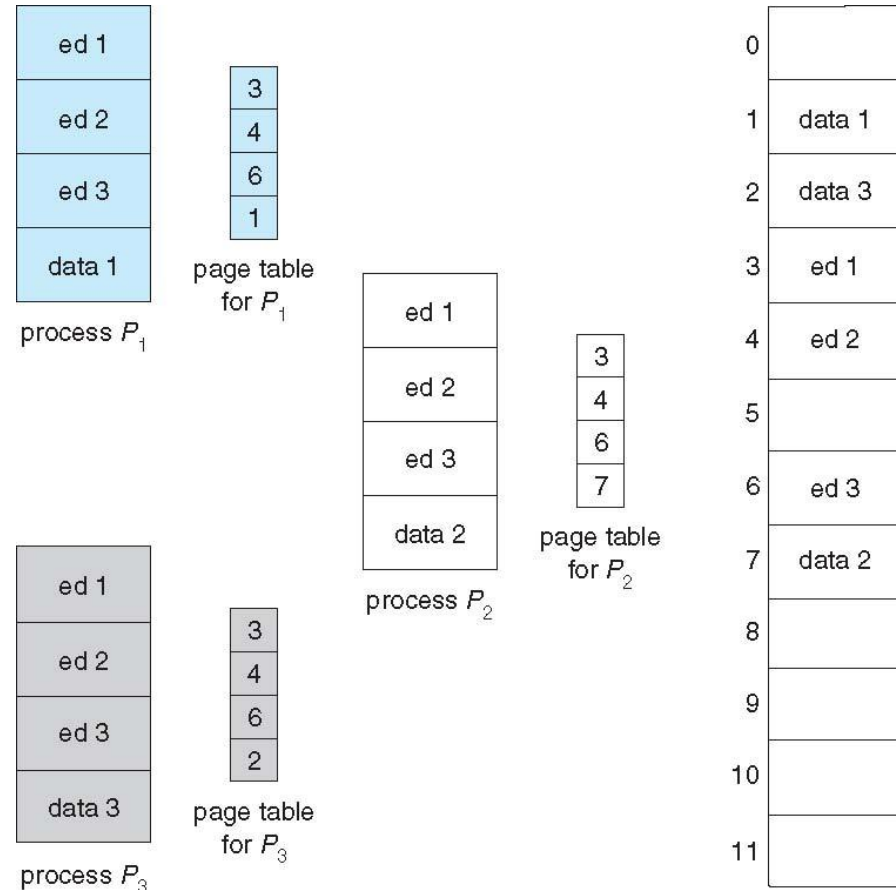 ed 1
ed 2
ed 3
data 1
process P1
3
4
6
1
page table
for P1
ed 1
ed 2
ed 3
data 2
process P2
3
4
6
7
page table
for P2
ed 1
ed 2
ed 3
data 3
process P3
3
4
6
2
page table
for P3
0
1 data 1
2 data 3
3 ed 1
4 ed 2
5
6 ed 3
7 data 2
8
9
10
11